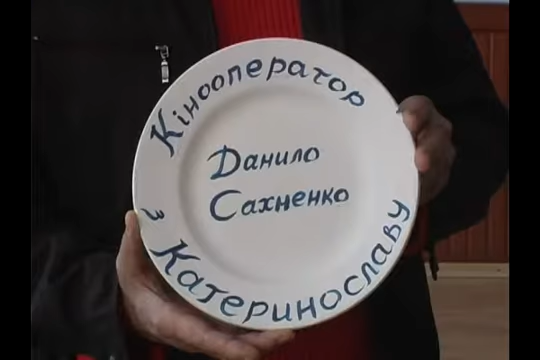 Кінооператор
Данило
Сахненко
з Катеринославу